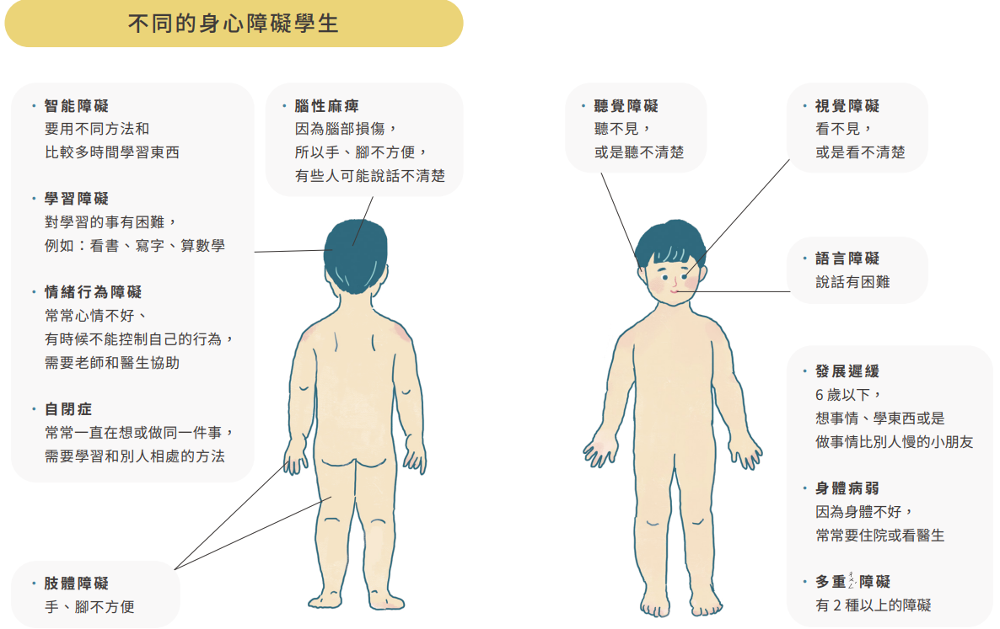 不同的身心障礙學生
・智能障礙
要用不同方法和
比較多時間學習東西
・學習障礙
對學習的事有困難，
例如：看書、寫字、算數學
・情緒行為障礙
常常心情不好、
有時候不能控制自己的行為，
需要老師和醫生協助
・自閉症
常常一直在想或做同一件事，
需要學習和別人相處的方法
・腦性麻痺
因為腦部損傷，
所以手、腳不方便，
有些人可能說話不清楚
・肢體障礙
手、腳不方便
・聽覺障礙
聽不見，
或是聽不清楚
・視覺障礙
看不見，
或是看不清楚
・語言障礙
說話有困難
・發展遲緩
6 歲以下，
想事情、學東西或是
做事情比別人慢的小朋友
・身體病弱
因為身體不好，
常常要住院或看醫生
・多重ㄔㄨㄥˊ障礙
有 2 種以上的障礙